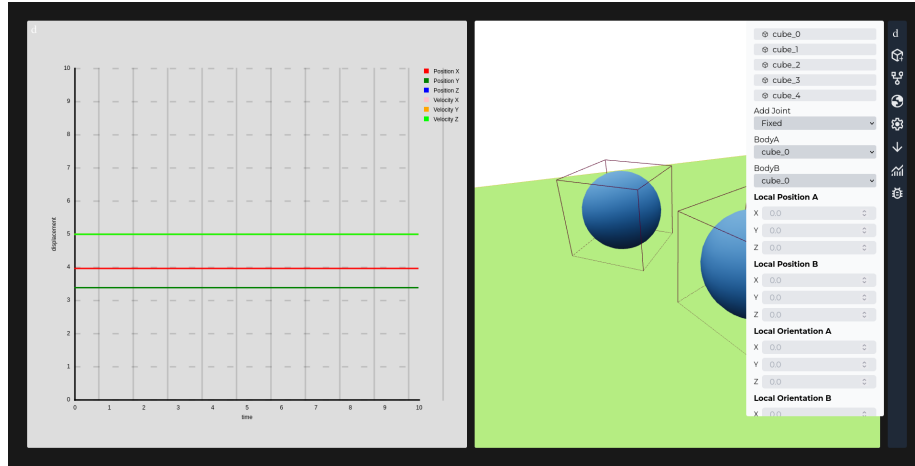 d
10
9
8
7
6
5
4
3
2
1
0
displacement
0 1 2 3 4 5 6 7 8 9 10
time
Position X
Position Y
Position Z
Velocity X
Velocity Y
Velocity Z
cube_0
cube_1
cube_2
cube_3
cube_4
Add Joint
Fixed
BodyA
cube_0
BodyB
cube_0
Local Position A
X 0.0
Y 0.0
Z 0.0
Local Position B
X 0.0
Y 0.0
Z 0.0
Local Orientation A
X 0.0
Y 0.0
Z 0.0
Local Orientation B
X 0.0
d